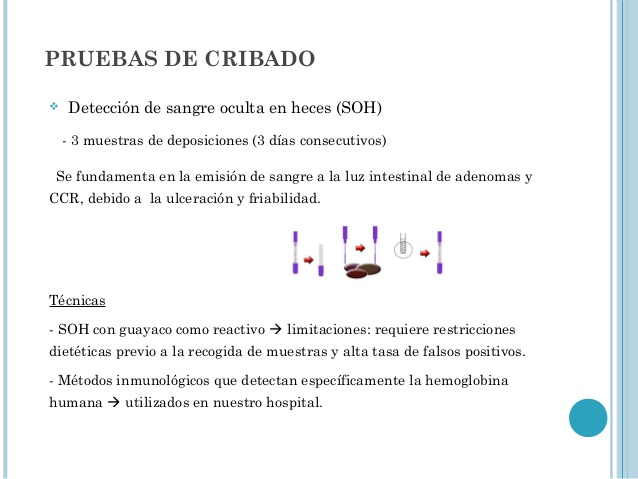 PRUEBAS DE CRIBADO
❖ Detección de sangre oculta en heces (SOH)
- 3 muestras de deposiciones (3 días consecutivos)
Se fundamenta en la emisión de sangre a la luz intestinal de adenomas y
CCR, debido a la ulceración y friabilidad.
Técnicas
- SOH con guayaco como reactivo → limitaciones: requiere restricciones
dietéticas previo a la recogida de muestras y alta tasa de falsos positivos.
- Métodos inmunológicos que detectan específicamente la hemoglobina
humana → utilizados en nuestro hospital.